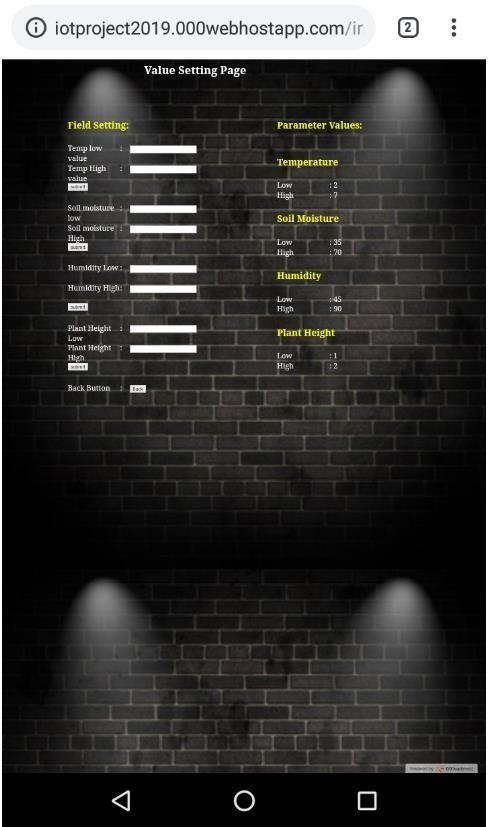 iotproject2019.000webhostapp.com/ir
2
Value Setting Page
Field Setting:
Temp low value :
Temp High value :
submit
Soil moisture low :
Soil moisture High :
submit
Humidity Low :
Humidity High:
submit
Plant Height Low :
Plant Height High :
submit
Back Button : Back
Parameter Values:
Temperature
Low : 2
High : 7
Soil Moisture
Low : 35
High : 70
Humidity
Low : 45
High : 90
Plant Height
Low : 1
High : 2
Powered by 000webhost